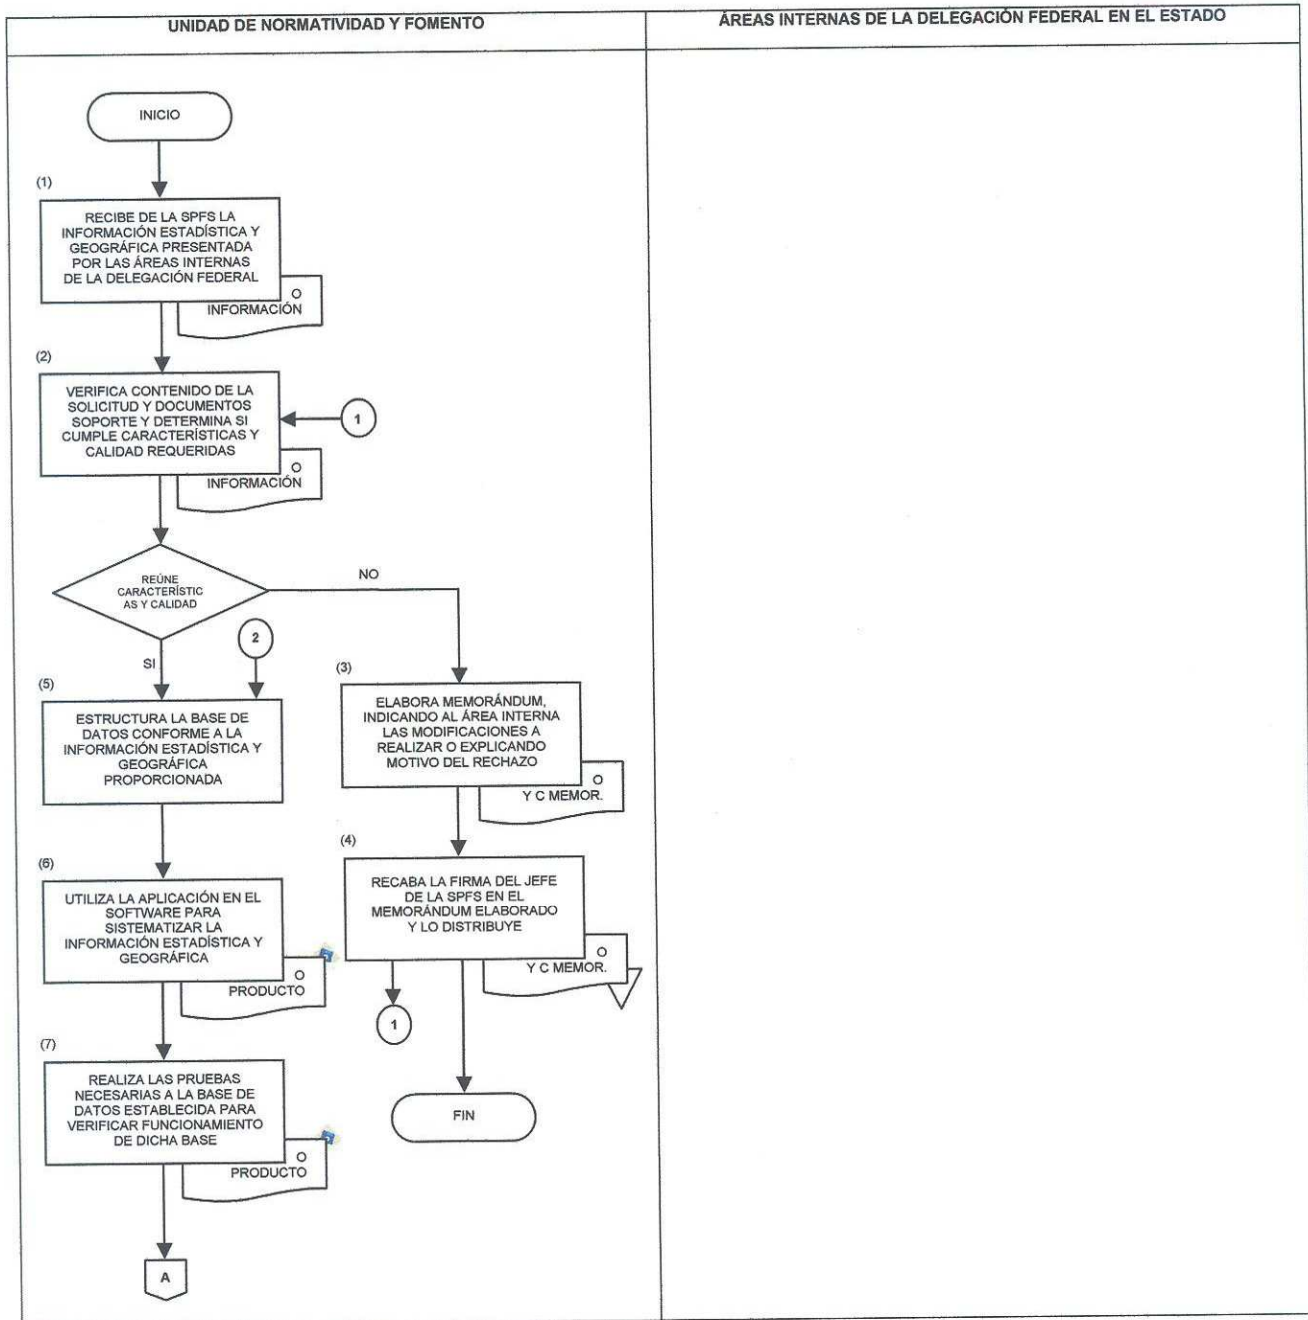 UNIDAD DE NORMATIVIDAD Y FOMENTO
ÁREAS INTERNAS DE LA DELEGACIÓN FEDERAL EN EL ESTADO
INICIO
(1)
RECIBE DE LA SPFS LA
INFORMACIÓN ESTADÍSTICA Y
GEOGRÁFICA PRESENTADA
POR LAS ÁREAS INTERNAS
DE LA DELEGACIÓN FEDERAL
O
INFORMACIÓN
(2)
VERIFICA CONTENIDO DE LA
SOLICITUD Y DOCUMENTOS
SOPORTE Y DETERMINA SI
CUMPLE CARACTERÍSTICAS Y
CALIDAD REQUERIDAS
1
O
INFORMACIÓN
REÚNE
CARACTERÍSTIC
AS Y CALIDAD
NO
SI
2
(5)
ESTRUCTURA LA BASE DE
DATOS CONFORME A LA
INFORMACIÓN ESTADÍSTICA Y
GEOGRÁFICA
PROPORCIONADA
(3)
ELABORA MEMORÁNDUM,
INDICANDO AL ÁREA INTERNA
LAS MODIFICACIONES A
REALIZAR O EXPLICANDO
MOTIVO DEL RECHAZO
O
Y C MEMOR.
(6)
UTILIZA LA APLICACIÓN EN EL
SOFTWARE PARA
SISTEMATIZAR LA
INFORMACIÓN ESTADÍSTICA Y
GEOGRÁFICA
O
PRODUCTO
(4)
RECABA LA FIRMA DEL JEFE
DE LA SPFS EN EL
MEMORÁNDUM ELABORADO
Y LO DISTRIBUYE
O
Y C MEMOR.
1
(7)
REALIZA LAS PRUEBAS
NECESARIAS A LA BASE DE
DATOS ESTABLECIDA PARA
VERIFICAR FUNCIONAMIENTO
DE DICHA BASE
O
PRODUCTO
FIN
A